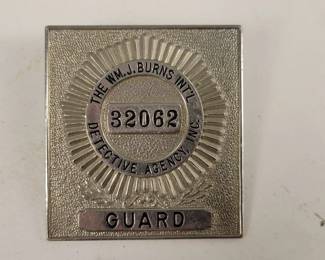 THE WM. J. BURNS INT'L
32062
DETECTIVE AGENCY, INC.
GUARD